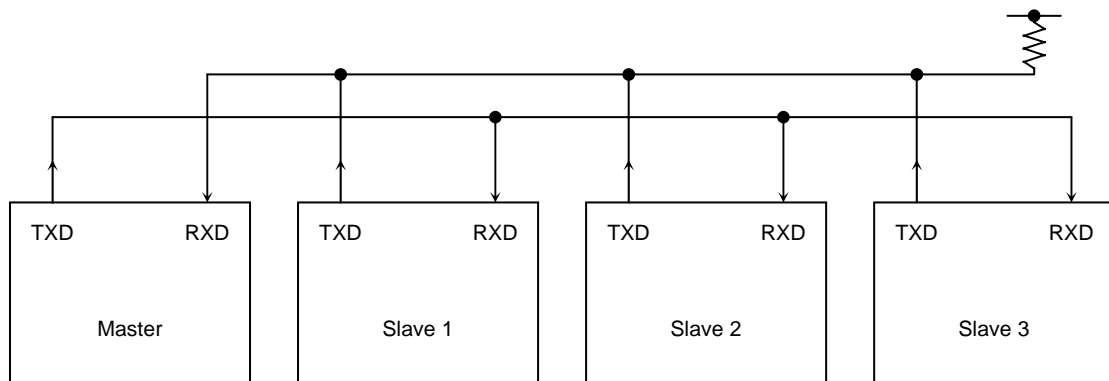 TXD RXD TXD RXD TXD RXD TXD RXD
Master Slave 1 Slave 2 Slave 3